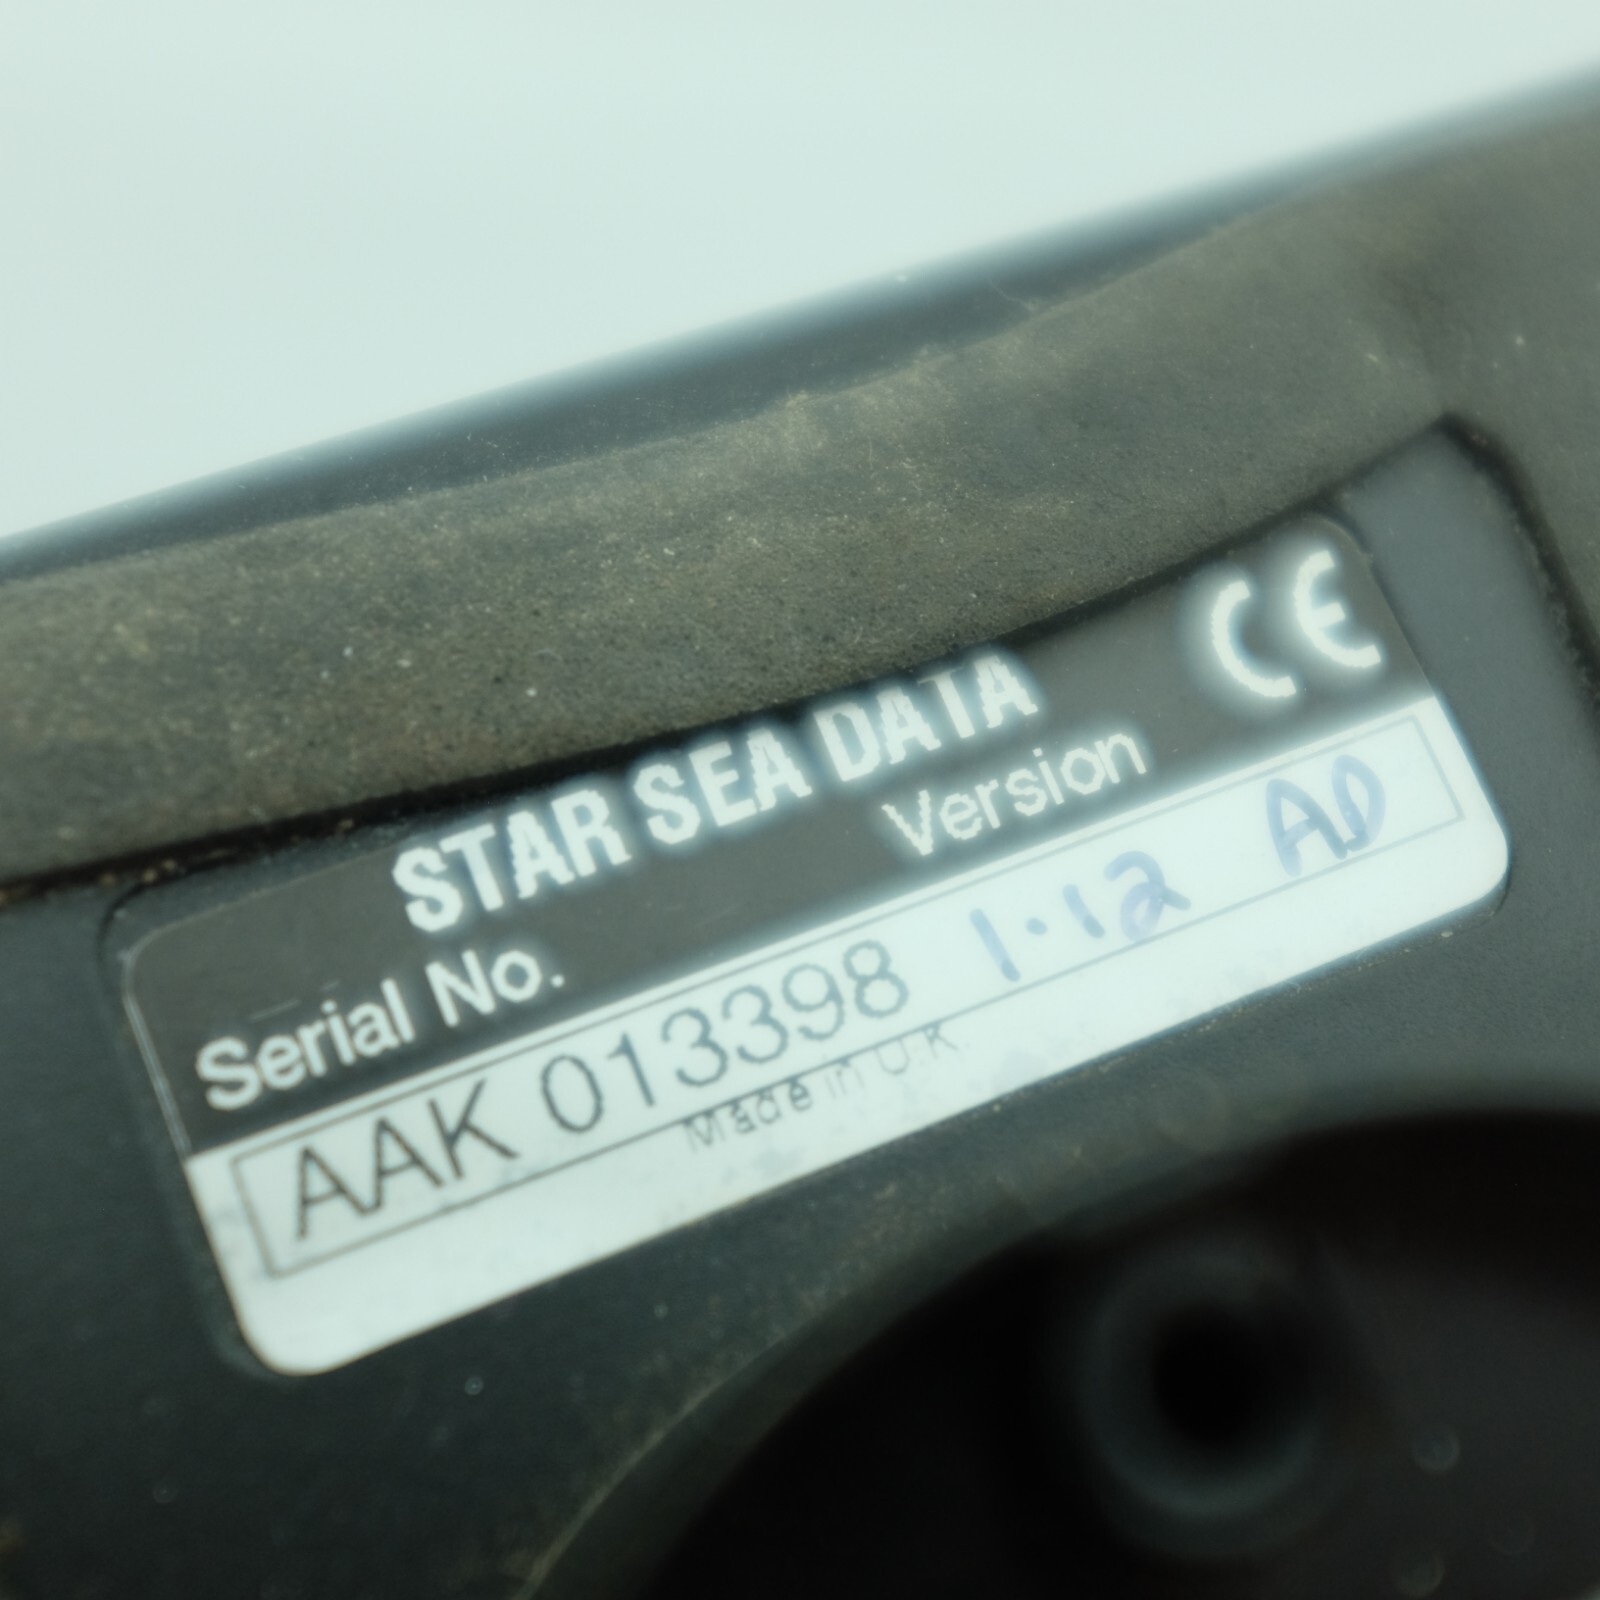 CE
STAR SEA DATA
Version
Serial No.
AAK 013398 1.12 AD
Made in U.K.